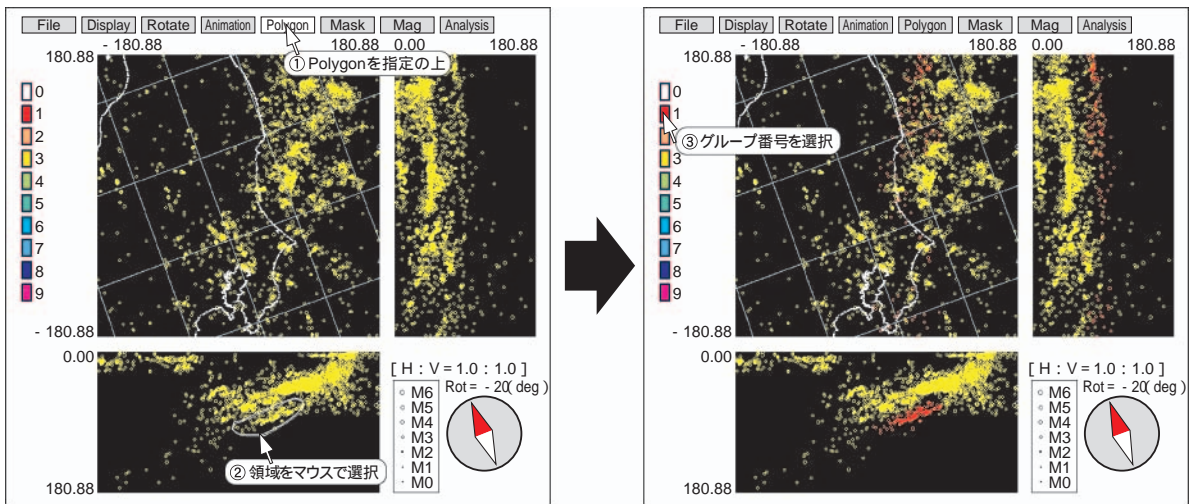 File Display Rotate Animation Polygon Mask Mag Analysis
- 180.88 180.88 0.00 180.88
180.88
①Polygonを指定の上
0
1
2
3
4
5
6
7
8
9
- 180.88
0.00
[ H : V = 1.0 : 1.0 ]
Rot = - 20( deg )
M6
M5
M4
M3
M2
M1
M0
②領域をマウスで選択
180.88
File Display Rotate Animation Polygon Mask Mag Analysis
- 180.88 180.88 0.00 180.88
180.88
0
1
③グループ番号を選択
3
4
5
6
7
8
9
- 180.88
0.00
[ H : V = 1.0 : 1.0 ]
Rot = - 20( deg )
M6
M5
M4
M3
M2
M1
M0
180.88